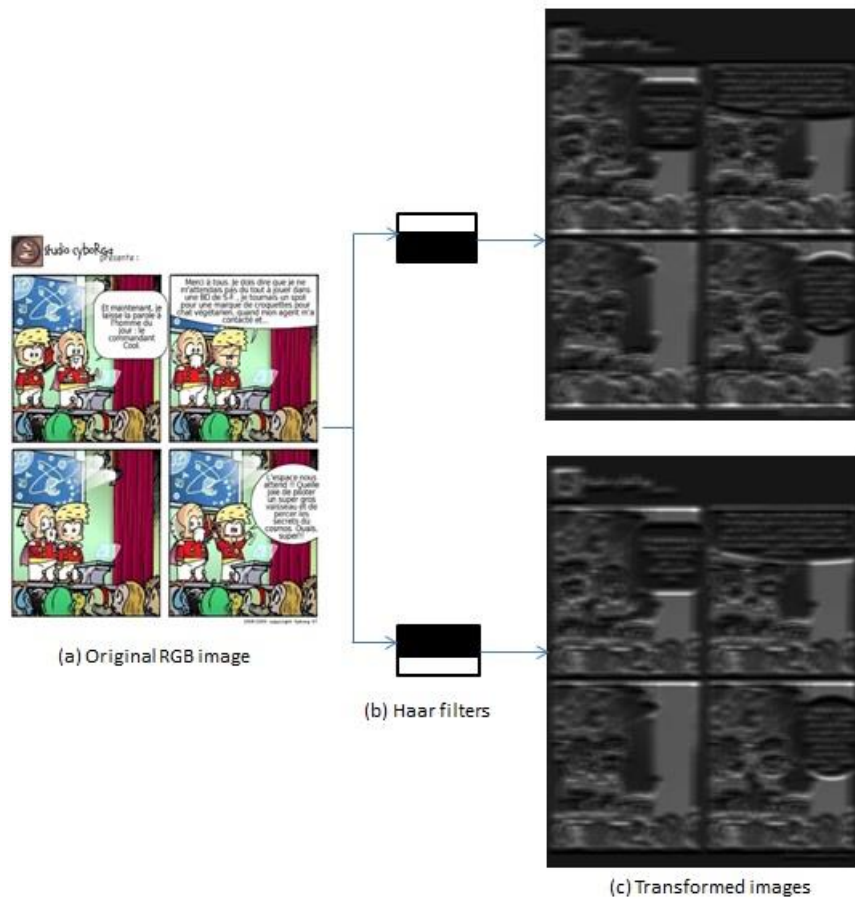 studio cyboRga
présente :
Et maintenant, je
laisse la parole à
l'homme du
jour : le
commandant
Cool.
Merci à tous. Je dois dire que je ne
m'attendais pas du tout à jouer dans
une BD de S.F., je tournais un spot
pour une marque de croquettes pour
chat végétarien, quand mon agent m'a
contacté et...
L'espace nous
attend !! Quelle
joie de piloter
un super gros
vaisseau et de
percer les
secrets du
cosmos. Ouais,
super!!
(a) Original RGB image
(b) Haar filters
(c) Transformed images